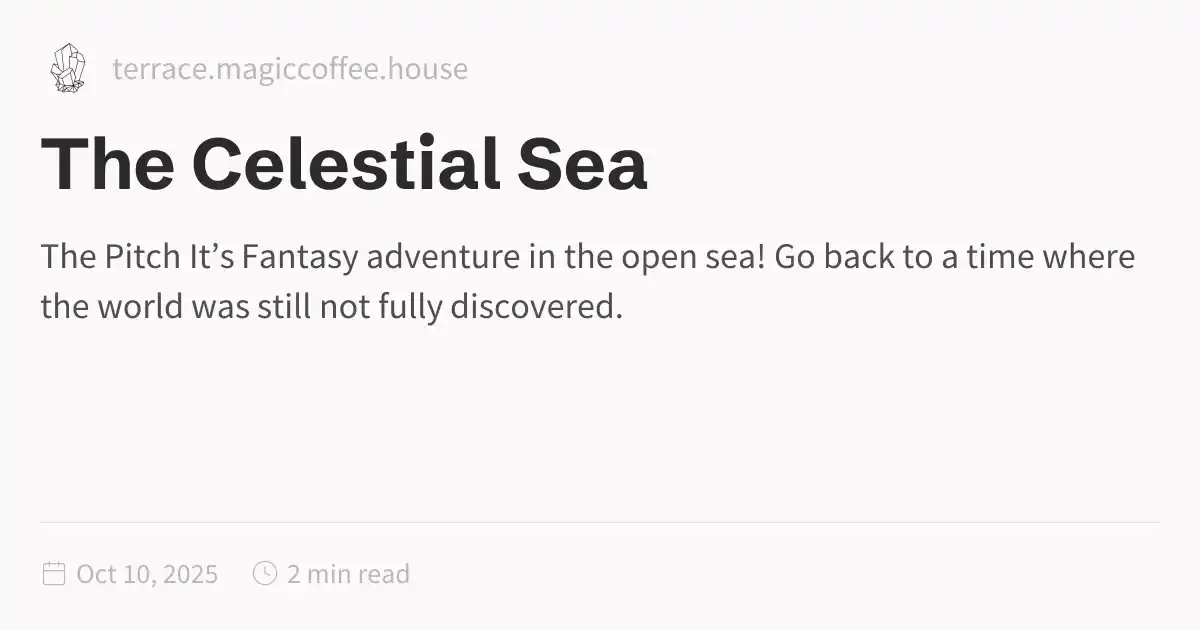 terrace.magiccoffee.house
The Celestial Sea
The Pitch It’s Fantasy adventure in the open sea! Go back to a time where
the world was still not fully discovered.
Oct 10, 2025 2 min read